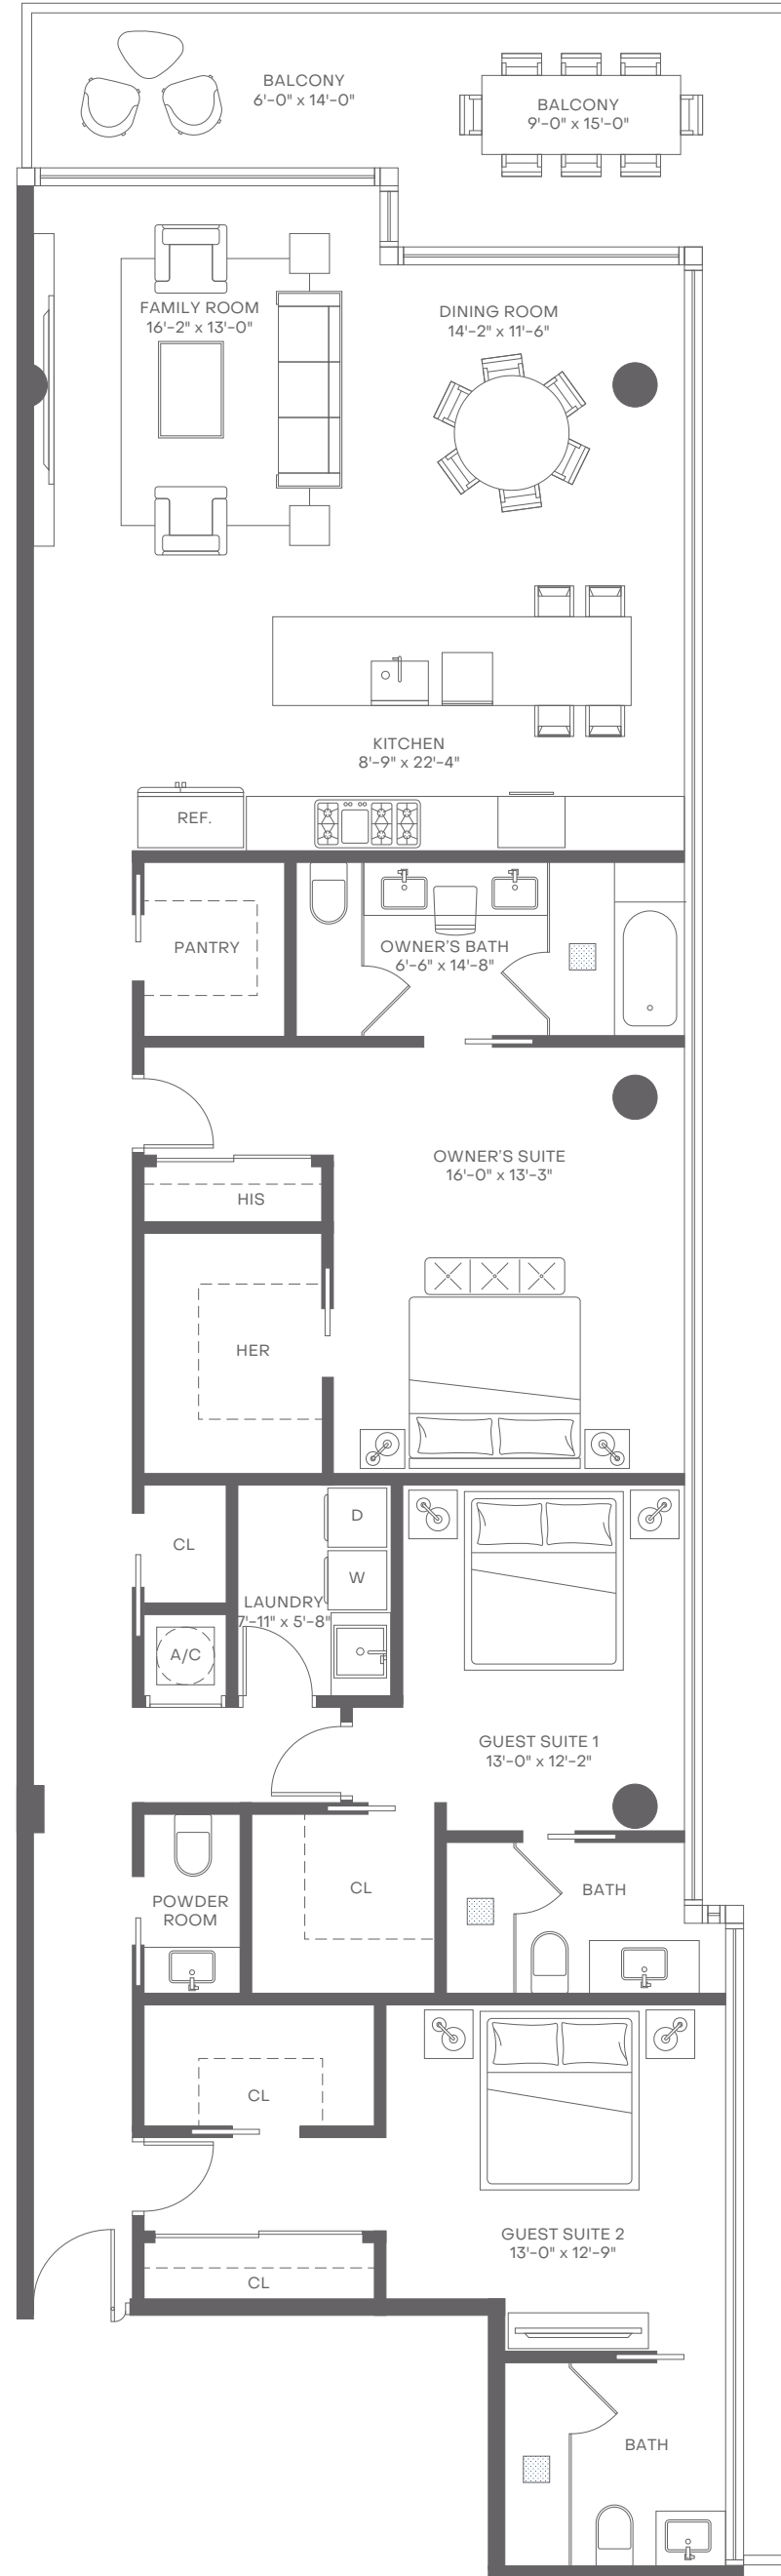 BALCONY
6'-0" x 14'-0"
BALCONY
9'-0" x 15'-0"
FAMILY ROOM
16'-2" x 13'-0"
DINING ROOM
14'-2" x 11'-6"
KITCHEN
8'-9" x 22'-4"
REF.
PANTRY
OWNER'S BATH
6'-6" x 14'-8"
OWNER'S SUITE
16'-0" x 13'-3"
HIS
HER
CL
D
W
LAUNDRY
7'-11" x 5'-8"
A/C
GUEST SUITE 1
13'-0" x 12'-2"
CL
BATH
POWDER
ROOM
CL
GUEST SUITE 2
13'-0" x 12'-9"
CL
BATH